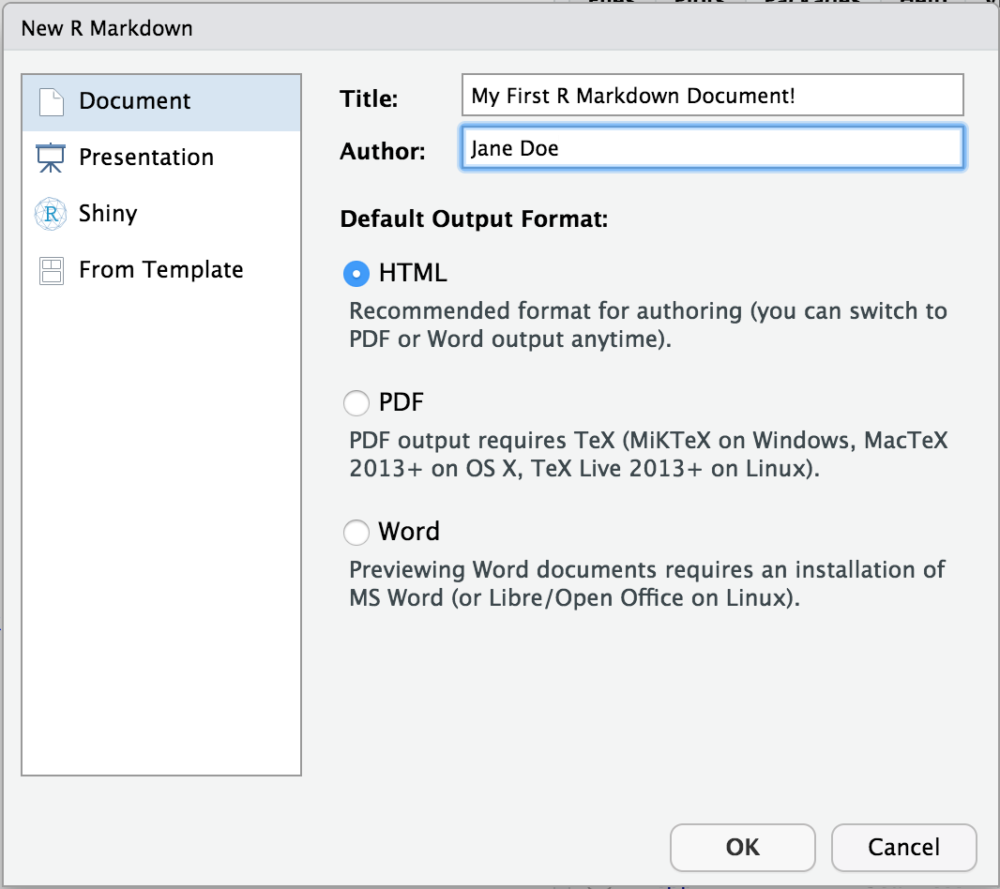 New R Markdown
Document
Presentation
Shiny
From Template
Title:
My First R Markdown Document!
Author:
Jane Doe
Default Output Format:
HTML
Recommended format for authoring (you can switch to
PDF or Word output anytime).
PDF
PDF output requires TeX (MiKTeX on Windows, MacTeX
2013+ on OS X, TeX Live 2013+ on Linux).
Word
Previewing Word documents requires an installation of
MS Word (or Libre/Open Office on Linux).
OK
Cancel